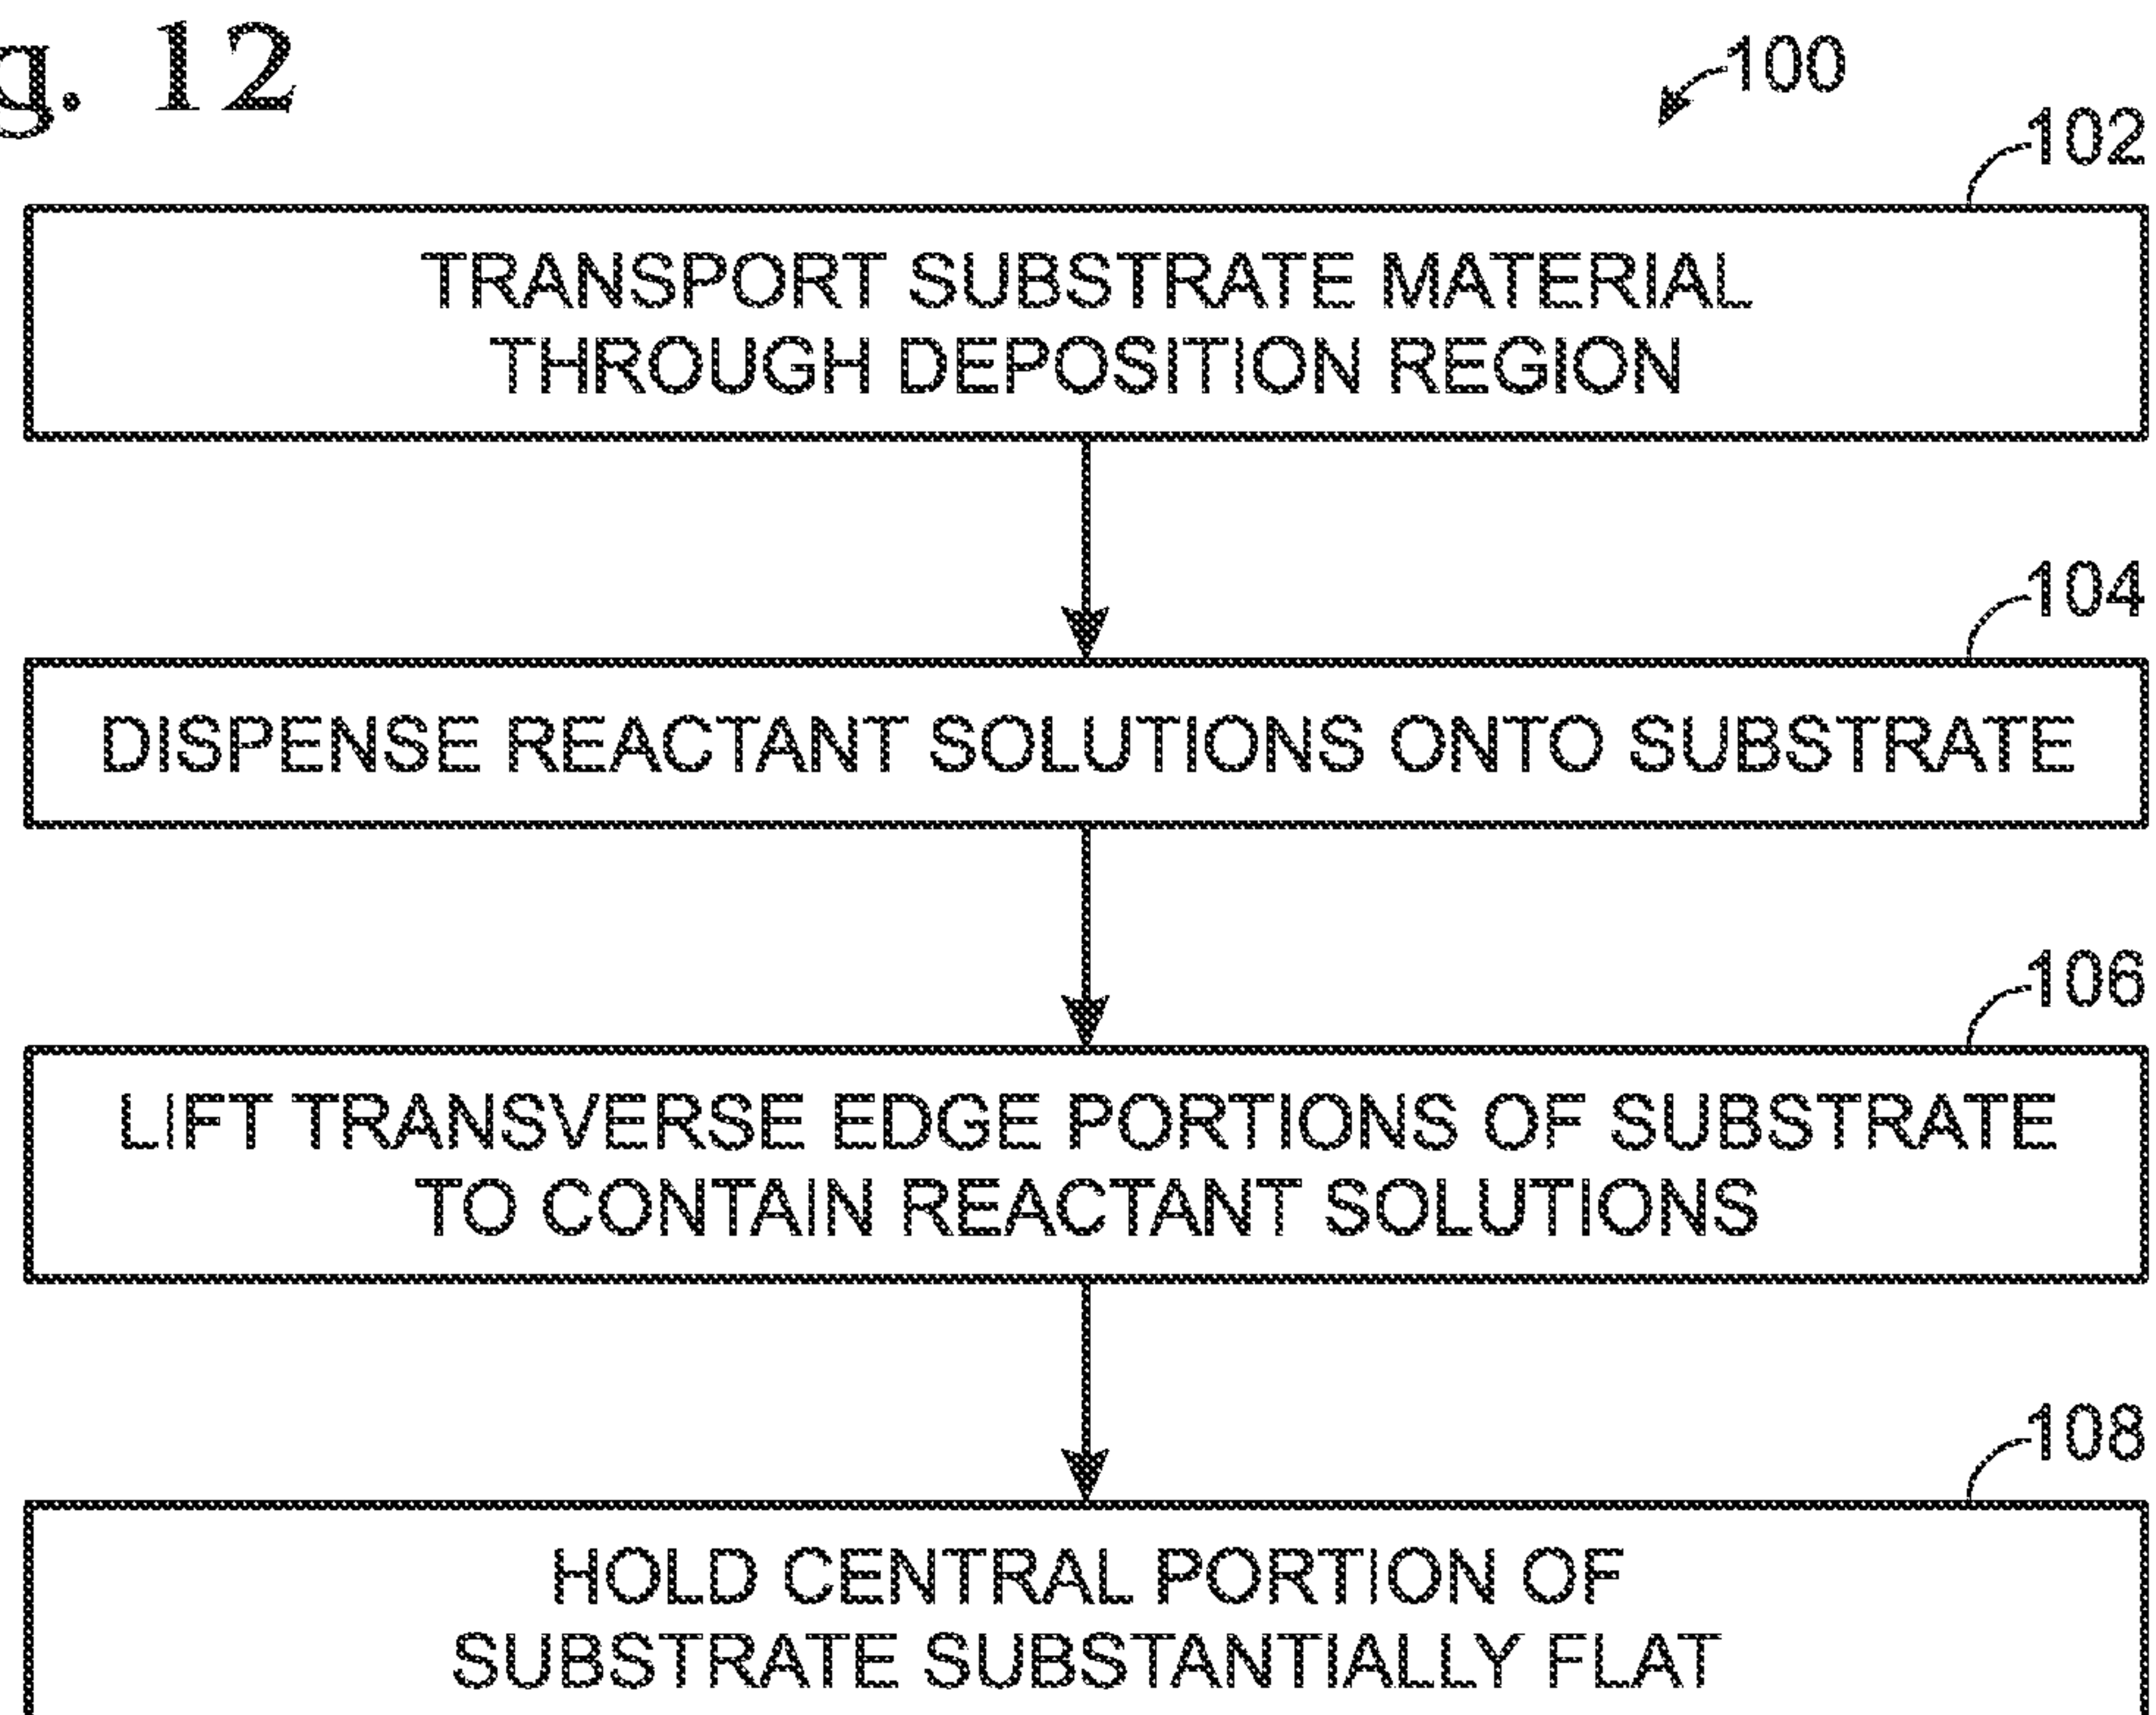 g. 12
100
102
TRANSPORT SUBSTRATE MATERIAL
THROUGH DEPOSITION REGION
104
DISPENSE REACTANT SOLUTIONS ONTO SUBSTRATE
106
LIFT TRANSVERSE EDGE PORTIONS OF SUBSTRATE
TO CONTAIN REACTANT SOLUTIONS
108
HOLD CENTRAL PORTION OF
SUBSTRATE SUBSTANTIALLY FLAT